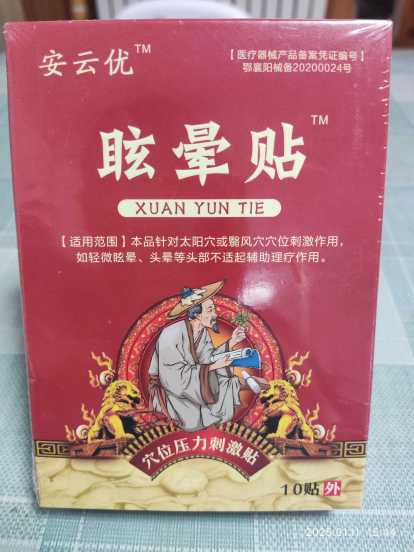 安云优™
【医疗器械产品备案凭证编号】
鄂襄阳械备20200024号
眩晕贴™
XUAN YUN TIE
【适用范围】本品针对太阳穴或翳风穴穴位刺激作用，
如轻微眩晕、头晕等头部不适起辅助理疗作用。
穴位压力刺激贴
10贴 外